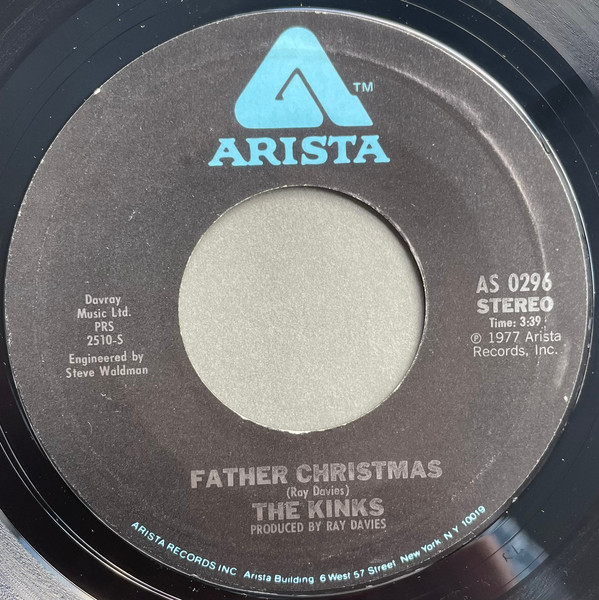 TM
ARISTA
Davray
Music Ltd.
PRS
2510-S
Engineered by
Steve Waldman
AS 0296
STEREO
Time: 3:39
℗ 1977 Arista
Records, Inc.
FATHER CHRISTMAS
(Ray Davies)
THE KINKS
PRODUCED BY RAY DAVIES
ARISTA RECORDS INC Arista Building 6 West 57 Street New York, N Y 10019